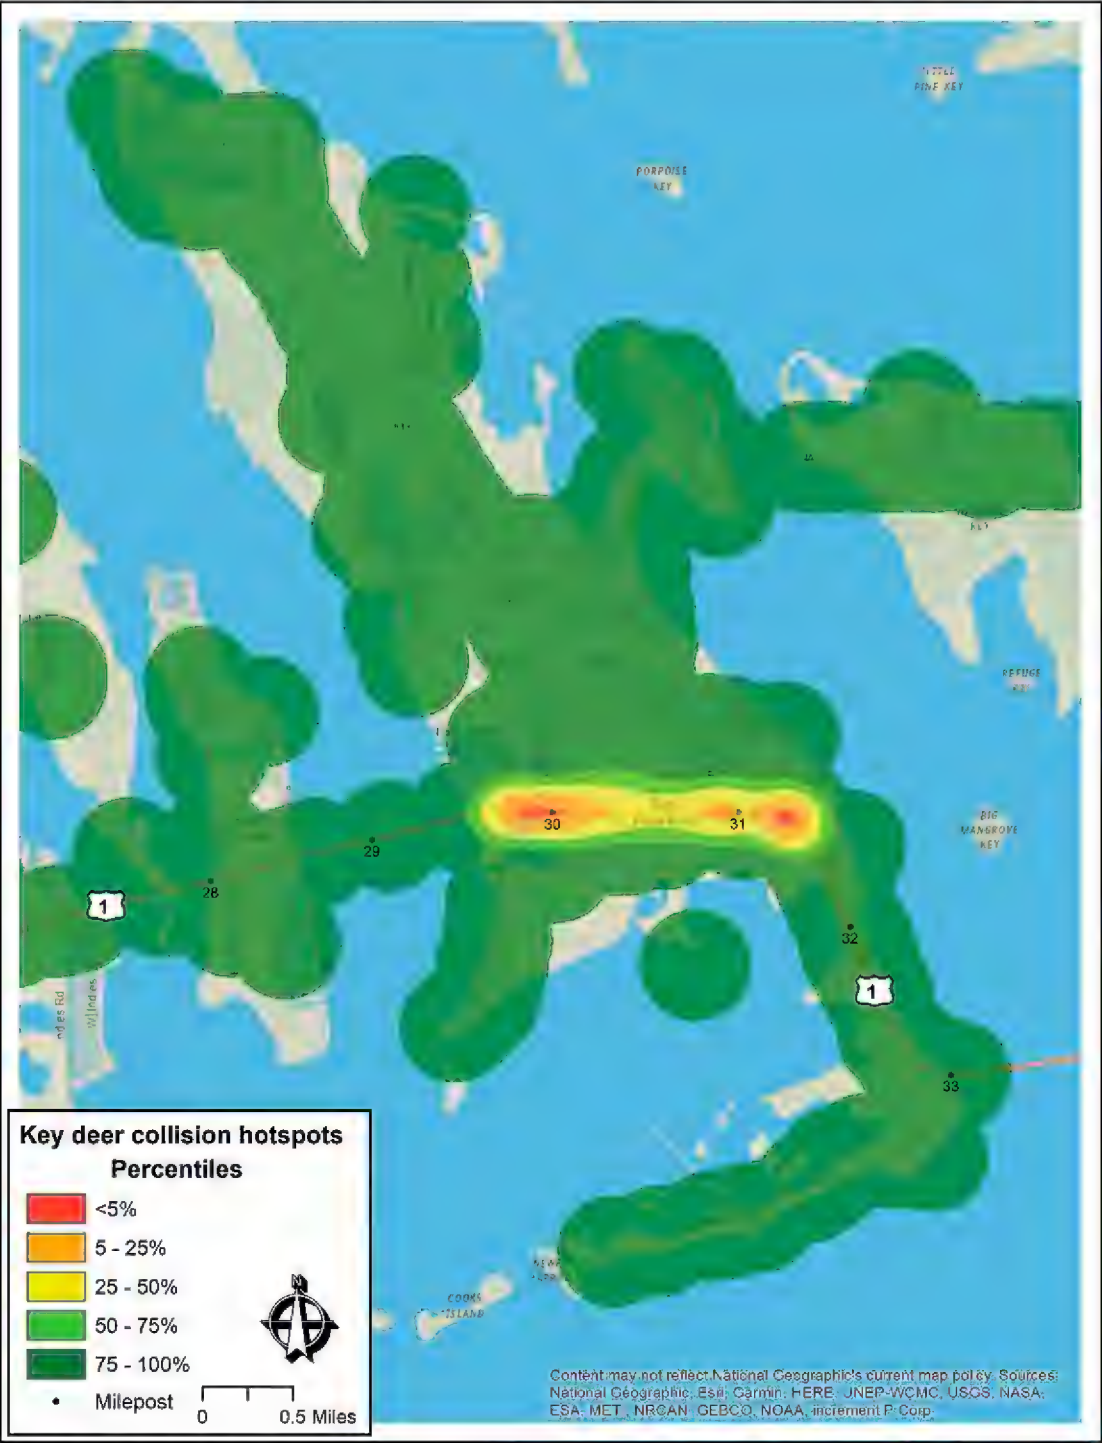 LITTLE
PINE KEY
PORPOISE
KEY
KEY
REFUGE
KEY
BIG
MANGROVE
KEY
30
31
29
28
1
32
1
33
Indies Rd
W Indies
COOKS
ISLAND
Key deer collision hotspots
Percentiles
<5%
5 - 25%
25 - 50%
50 - 75%
75 - 100%
Milepost
N
0 0.5 Miles
Content may not reflect National Geographic's current map policy. Sources:
National Geographic, Esri, Garmin, HERE, UNEP-WCMC, USGS, NASA,
ESA, METI, NRCAN, GEBCO, NOAA, increment P Corp.